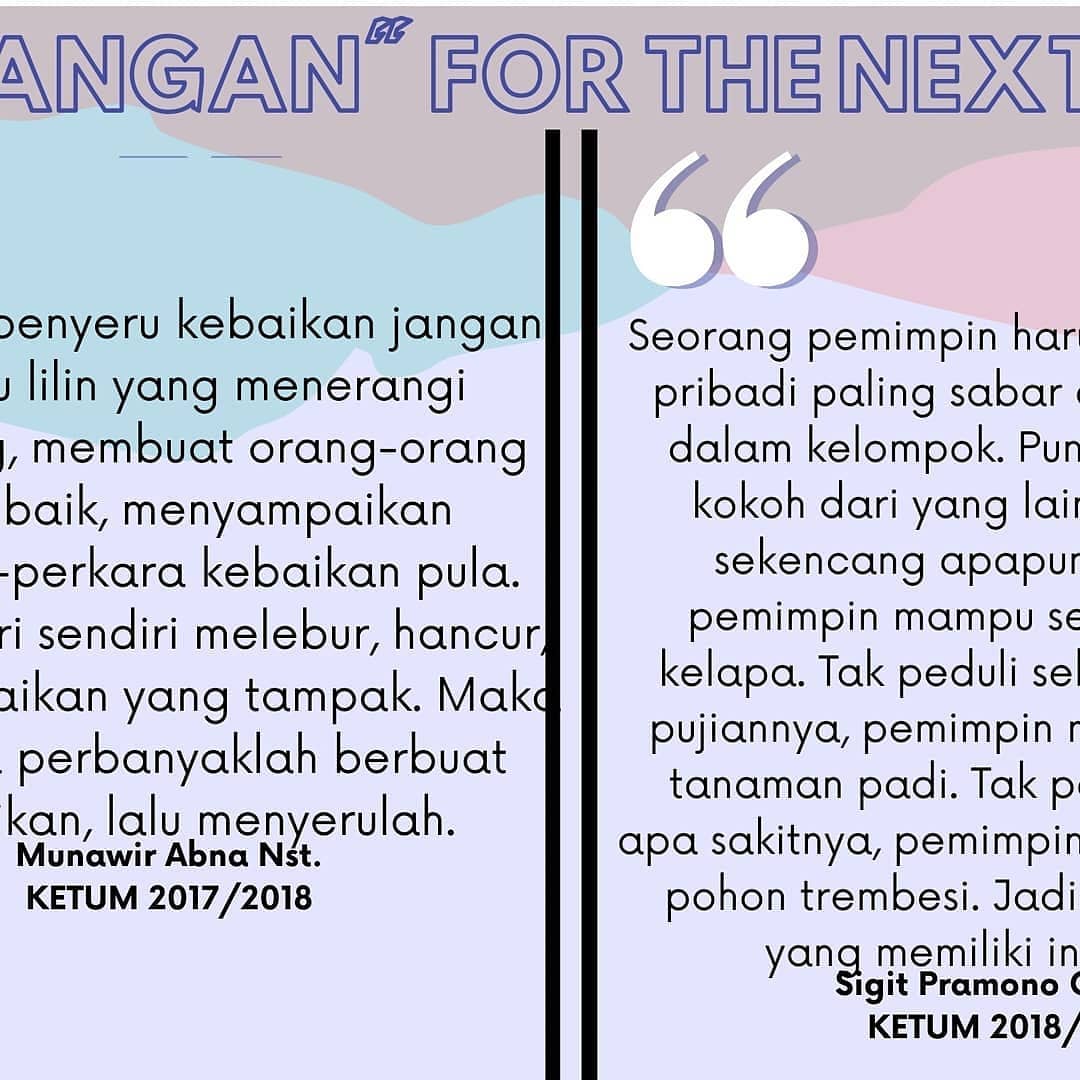 ANGAN" FOR THE NEXT
penyeru kebaikan jangan
lilin yang menerangi
membuat orang-orang
baik, menyampaikan
-perkara kebaikan pula.
ri sendiri melebur, hancur,
aikan yang tampak. Maka
perbanyaklah berbuat
kan, lalu menyerulah.
Munawir Abna Nst.
KETUM 2017/2018
Seorang pemimpin haru
pribadi paling sabar
dalam kelompok. Pun
kokoh dari yang lain
sekencang apapun
pemimpin mampu se
kelapa. Tak peduli se
pujiannya, pemimpin
tanaman padi. Tak pe
apa sakitnya, pemimpin
pohon trembesi. Jadi
yang memiliki in
Sigit Pramono
KETUM 2018/